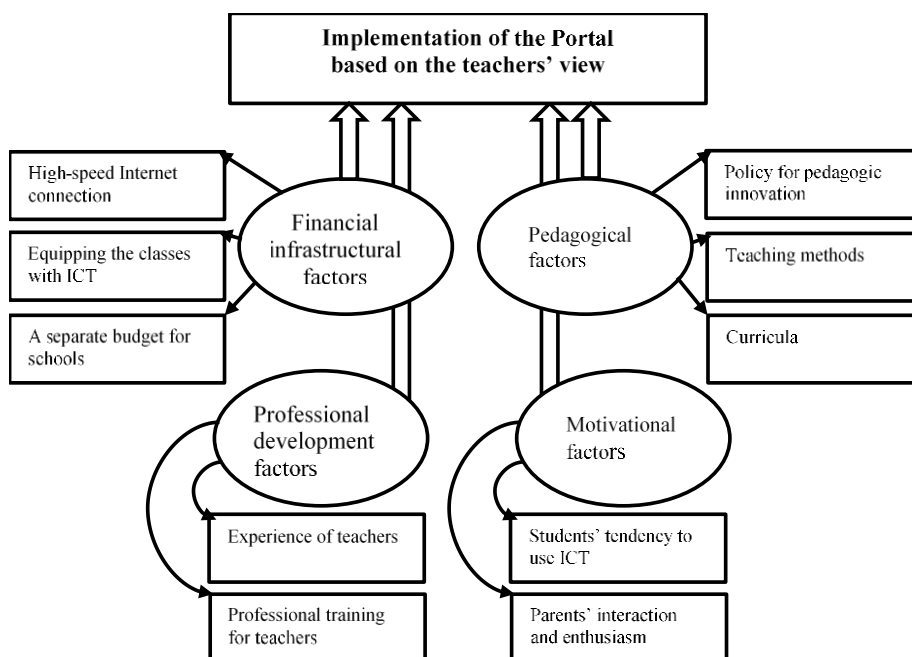 Implementation of the Portal
based on the teachers’ view
High-speed Internet
connection
Equipping the classes
with ICT
A separate budget for
schools
Financial
infrastructural
factors
Pedagogical
factors
Policy for pedagogic
innovation
Teaching methods
Curricula
Professional
development
factors
Motivational
factors
Experience of teachers
Professional training
for teachers
Students’ tendency to
use ICT
Parents’ interaction
and enthusiasm